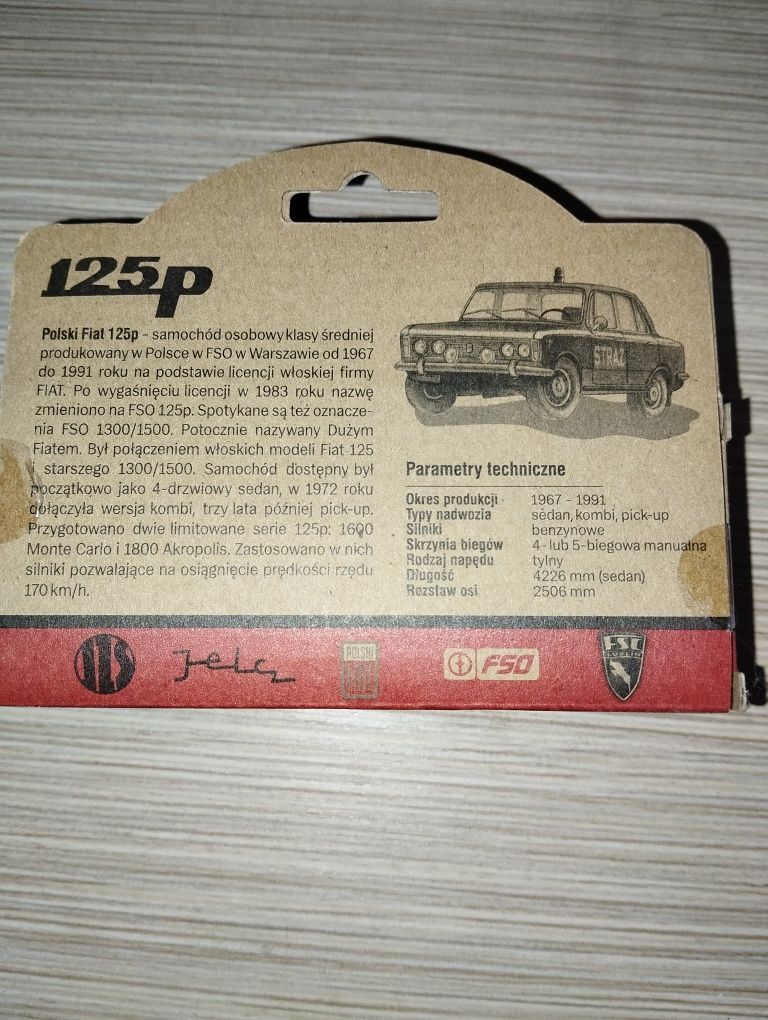 125p
Polski Fiat 125p – samochód osobowy klasy średniej
produkowany w Polsce w FSO w Warszawie od 1967
do 1991 roku na podstawie licencji włoskiej firmy
FIAT. Po wygaśnięciu licencji w 1983 roku nazwę
zmieniono na FSO 125p. Spotykane są też oznacze-
nia FSO 1300/1500. Potocznie nazywany Dużym
Fiatem. Był połączeniem włoskich modeli Fiat 125
i starszego 1300/1500. Samochód dostępny był
początkowo jako 4-drzwiowy sedan, w 1972 roku
dołączyła wersja kombi, trzy lata później pick-up.
Przygotowano dwie limitowane serie 125p: 1600
Monte Carlo i 1800 Akropolis. Zastosowano w nich
silniki pozwalające na osiągnięcie prędkości rzędu
170 km/h.
STRAŻ
Parametry techniczne
Okres produkcji 1967 - 1991
Typy nadwozia sedan, kombi, pick-up
Silniki benzynowe
Skrzynia biegów 4- lub 5-biegowa manualna
Rodzaj napędu tylny
Długość 4226 mm (sedan)
Rozstaw osi 2506 mm
Jelcz
POLSKI
FSO
FSC
LUBLIN